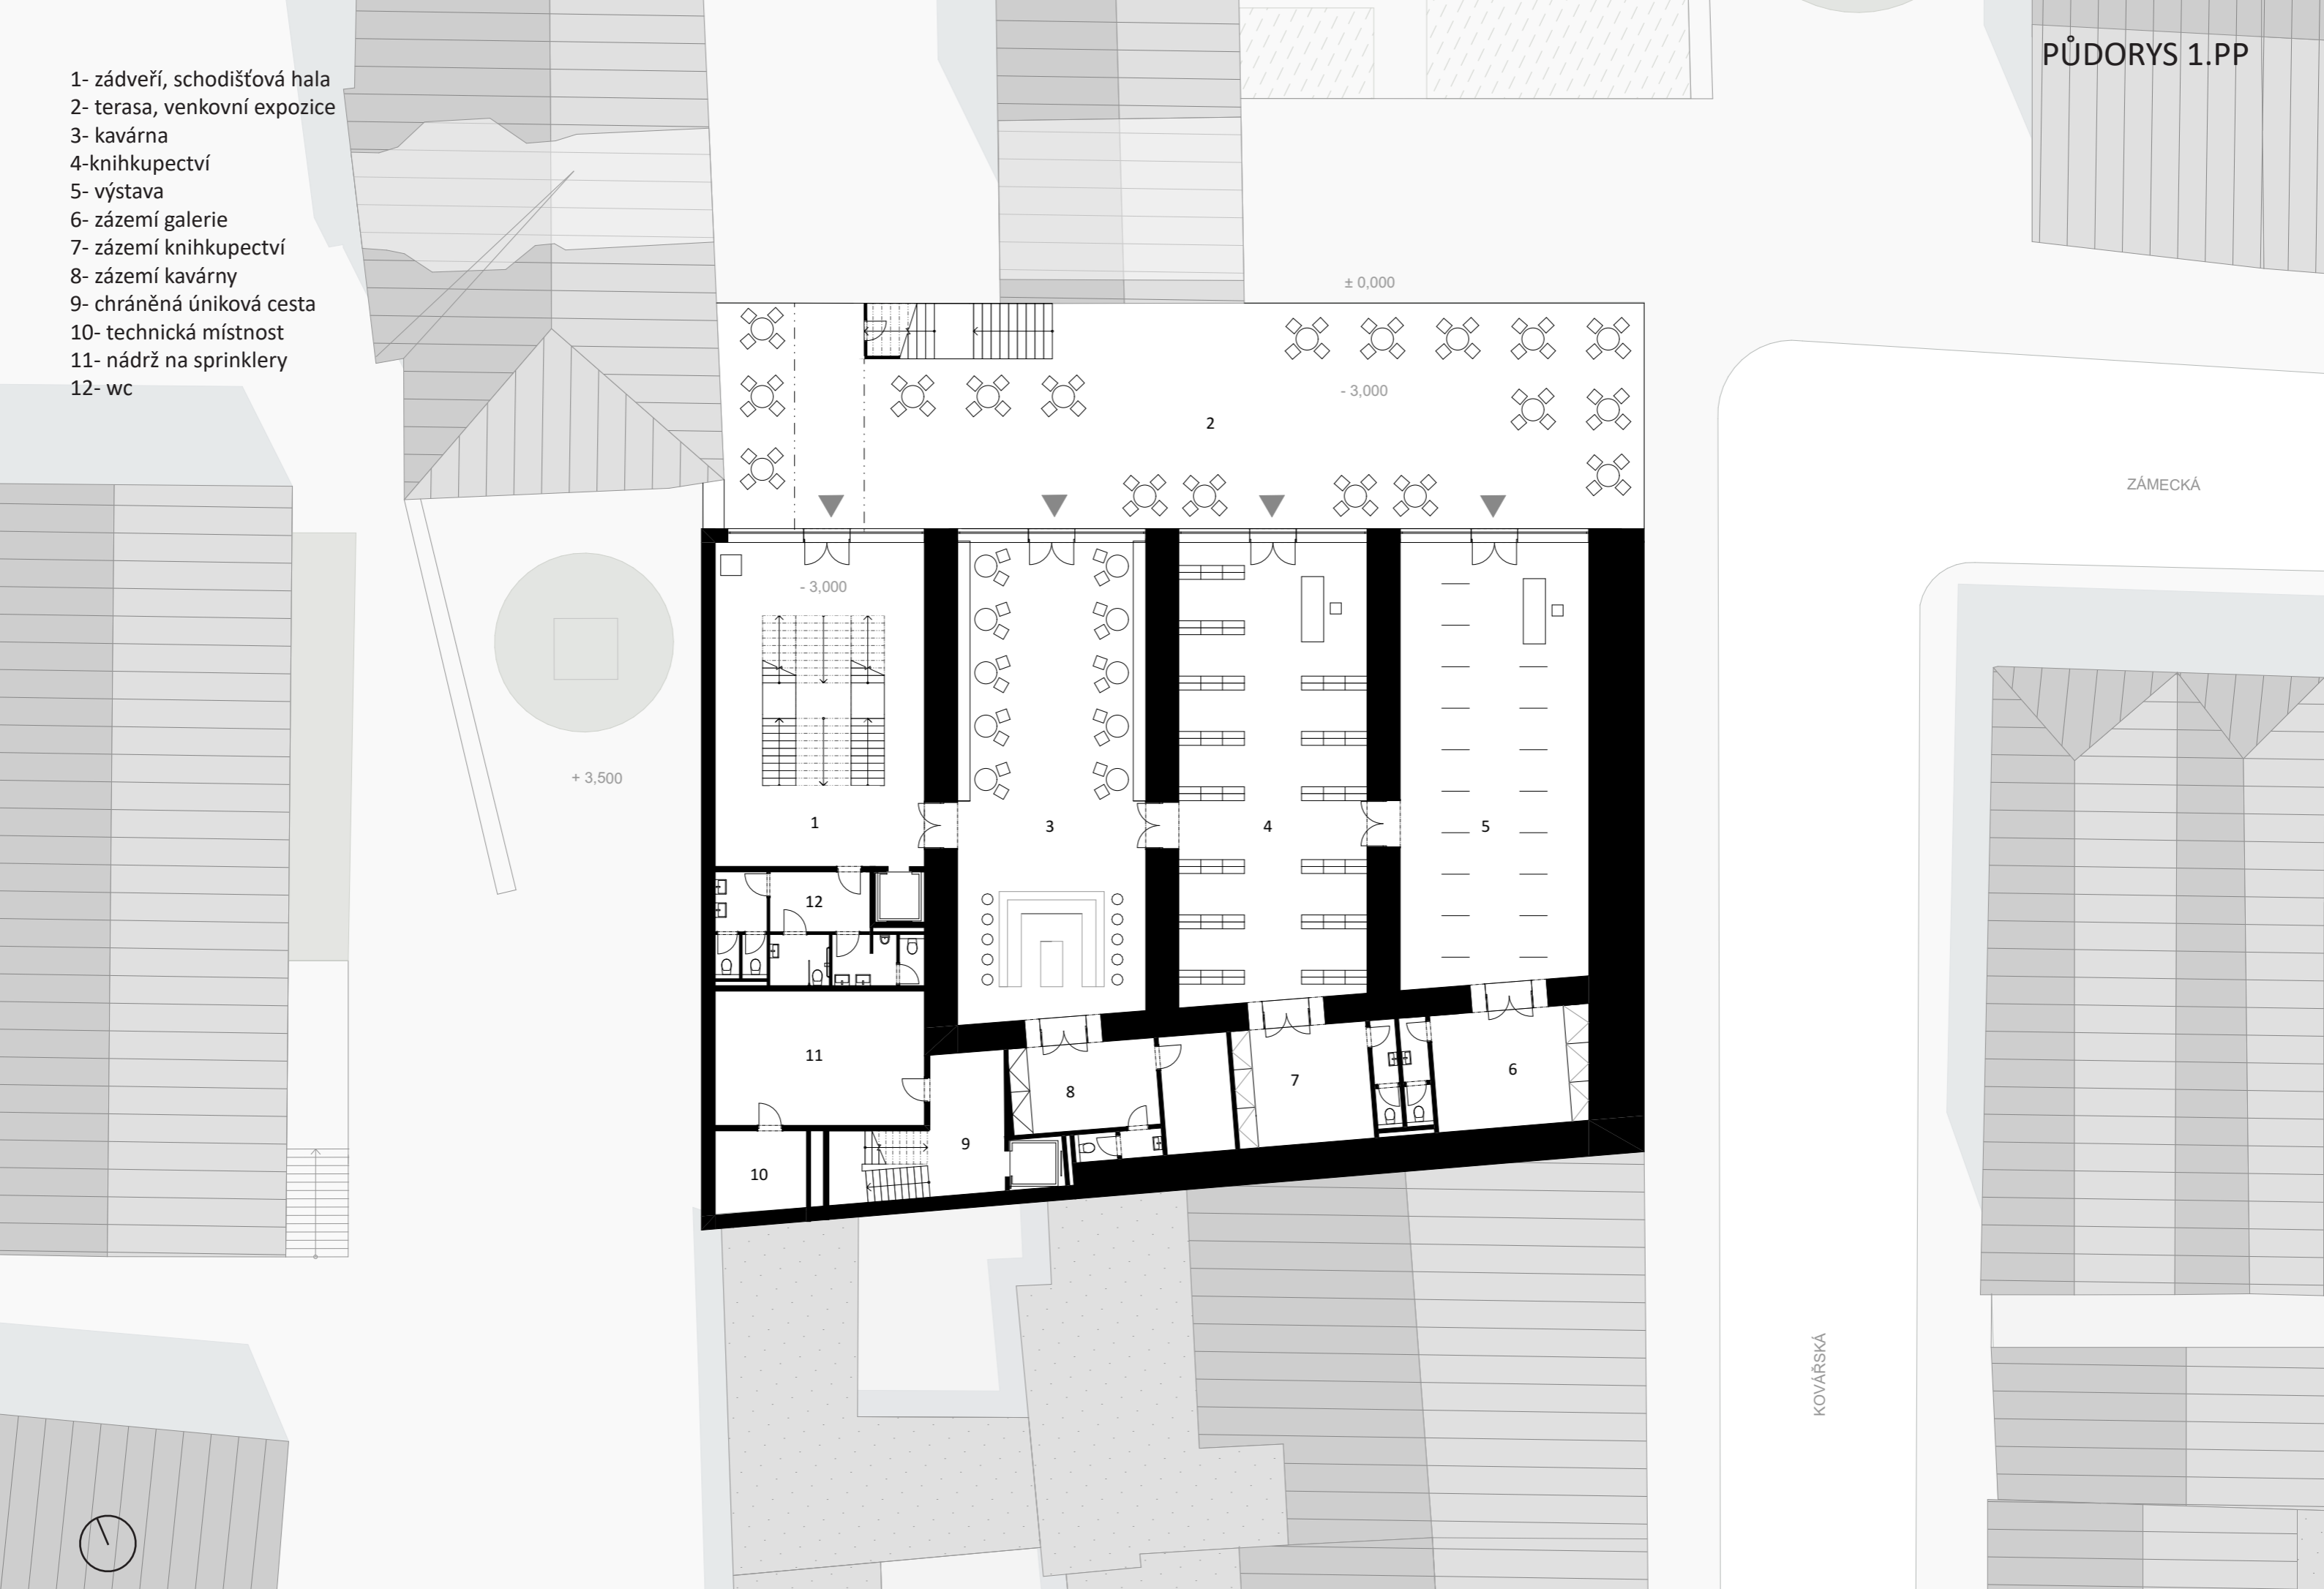 1- zádveří, schodišťová hala
2- terasa, venkovní expozice
3- kavárna
4-knihkupectví
5- výstava
6- zázemí galerie
7- zázemí knihkupectví
8- zázemí kavárny
9- chráněná úniková cesta
10- technická místnost
11- nádrž na sprinklery
12- wc
PŮDORYS 1.PP
± 0,000
- 3,000
2
ZÁMECKÁ
- 3,000
+ 3,500
1
3
4
5
12
11
8
7
6
9
10
KOVÁŘSKÁ